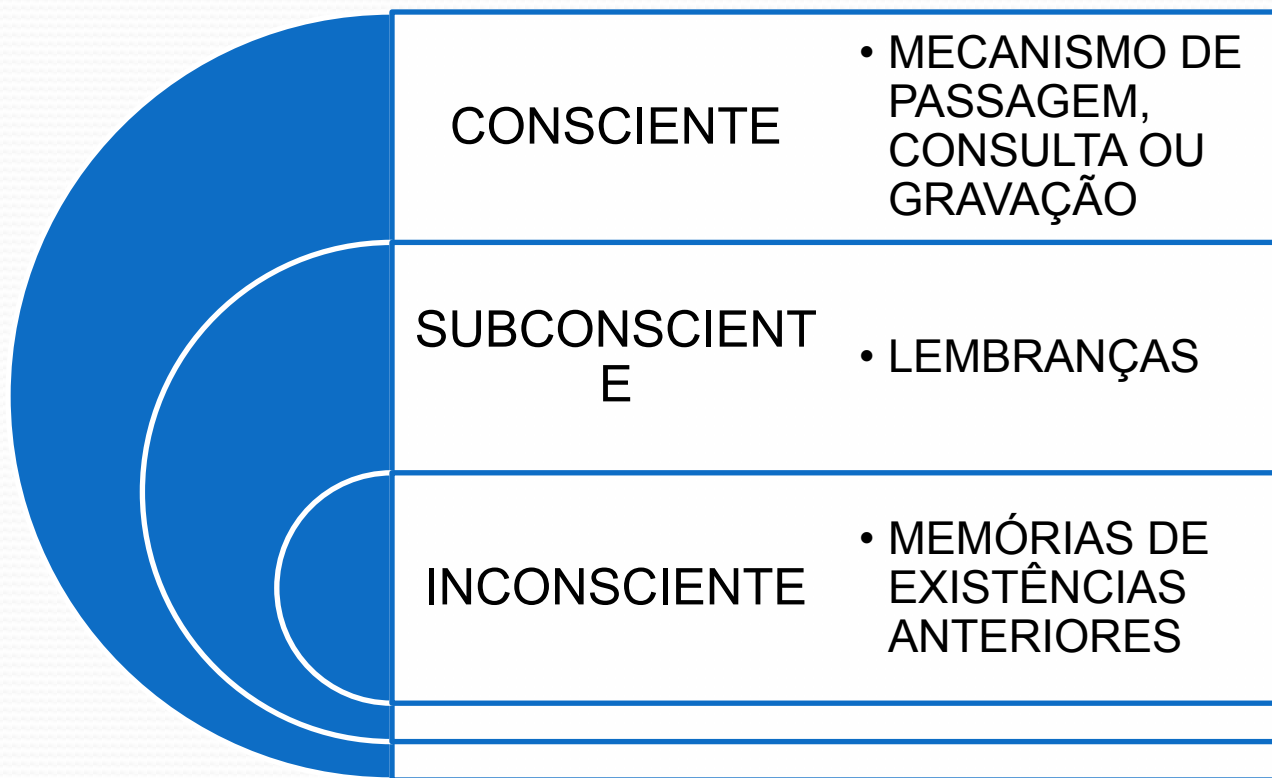 CONSCIENTE
• MECANISMO DE
PASSAGEM,
CONSULTA OU
GRAVAÇÃO
SUBCONSCIENT
E
• LEMBRANÇAS
INCONSCIENTE
• MEMÓRIAS DE
EXISTÊNCIAS
ANTERIORES